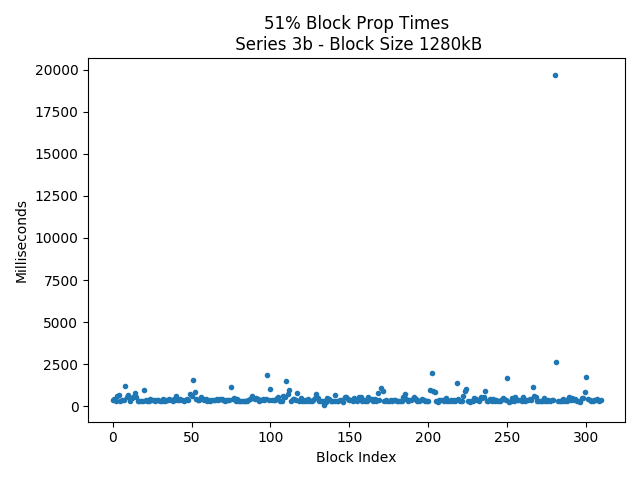 51% Block Prop Times
Series 3b - Block Size 1280kB
20000
17500
15000
12500
10000
7500
5000
2500
0
Milliseconds
0 50 100 150 200 250 300
Block Index